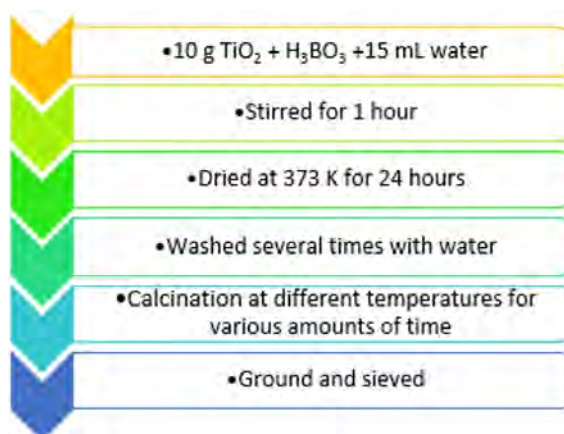 •10 g TiO₂ + H₃BO₃ +15 mL water
•Stirred for 1 hour
•Dried at 373 K for 24 hours
•Washed several times with water
•Calcination at different temperatures for
various amounts of time
•Ground and sieved